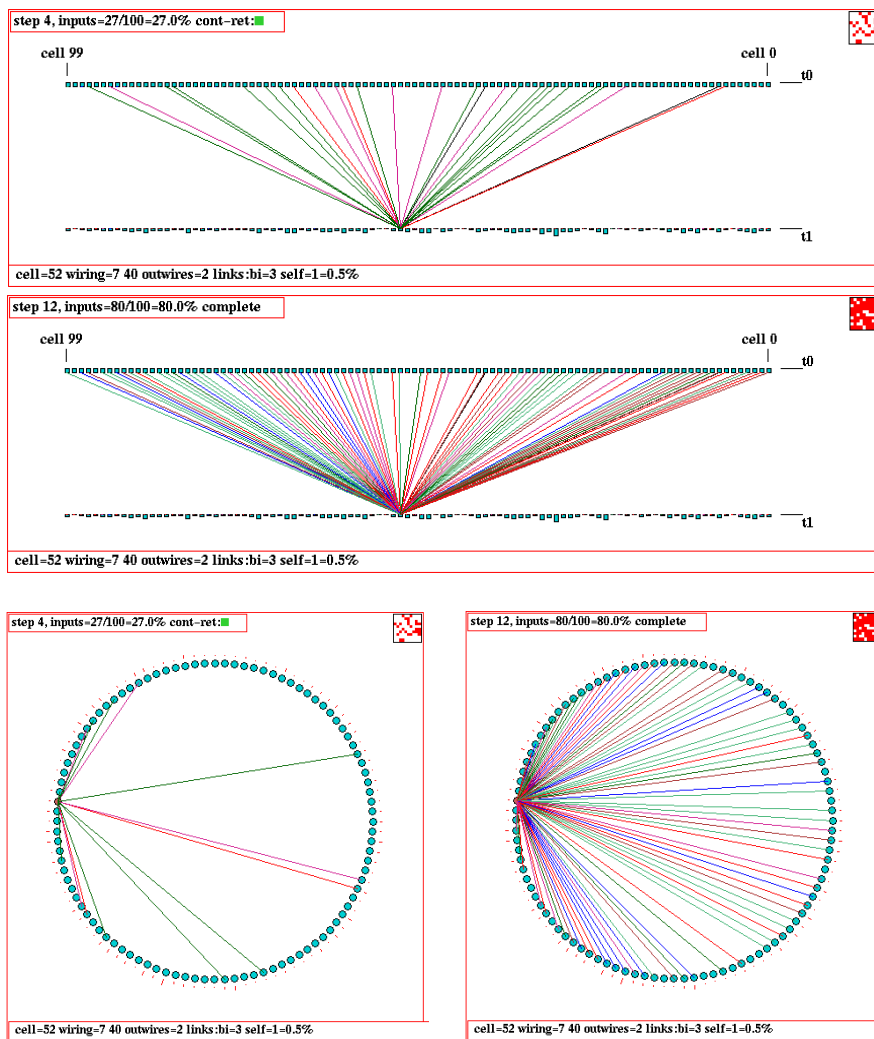 step 4, inputs=27/100=27.0% cont-ret:
cell 99
cell 0
t0
t1
cell=52 wiring=7 40 outwires=2 links:bi=3 self=1=0.5%
step 12, inputs=80/100=80.0% complete
cell 99
cell 0
t0
t1
cell=52 wiring=7 40 outwires=2 links:bi=3 self=1=0.5%
step 4, inputs=27/100=27.0% cont-ret:
step 12, inputs=80/100=80.0% complete
cell=52 wiring=7 40 outwires=2 links:bi=3 self=1=0.5%
cell=52 wiring=7 40 outwires=2 links:bi=3 self=1=0.5%